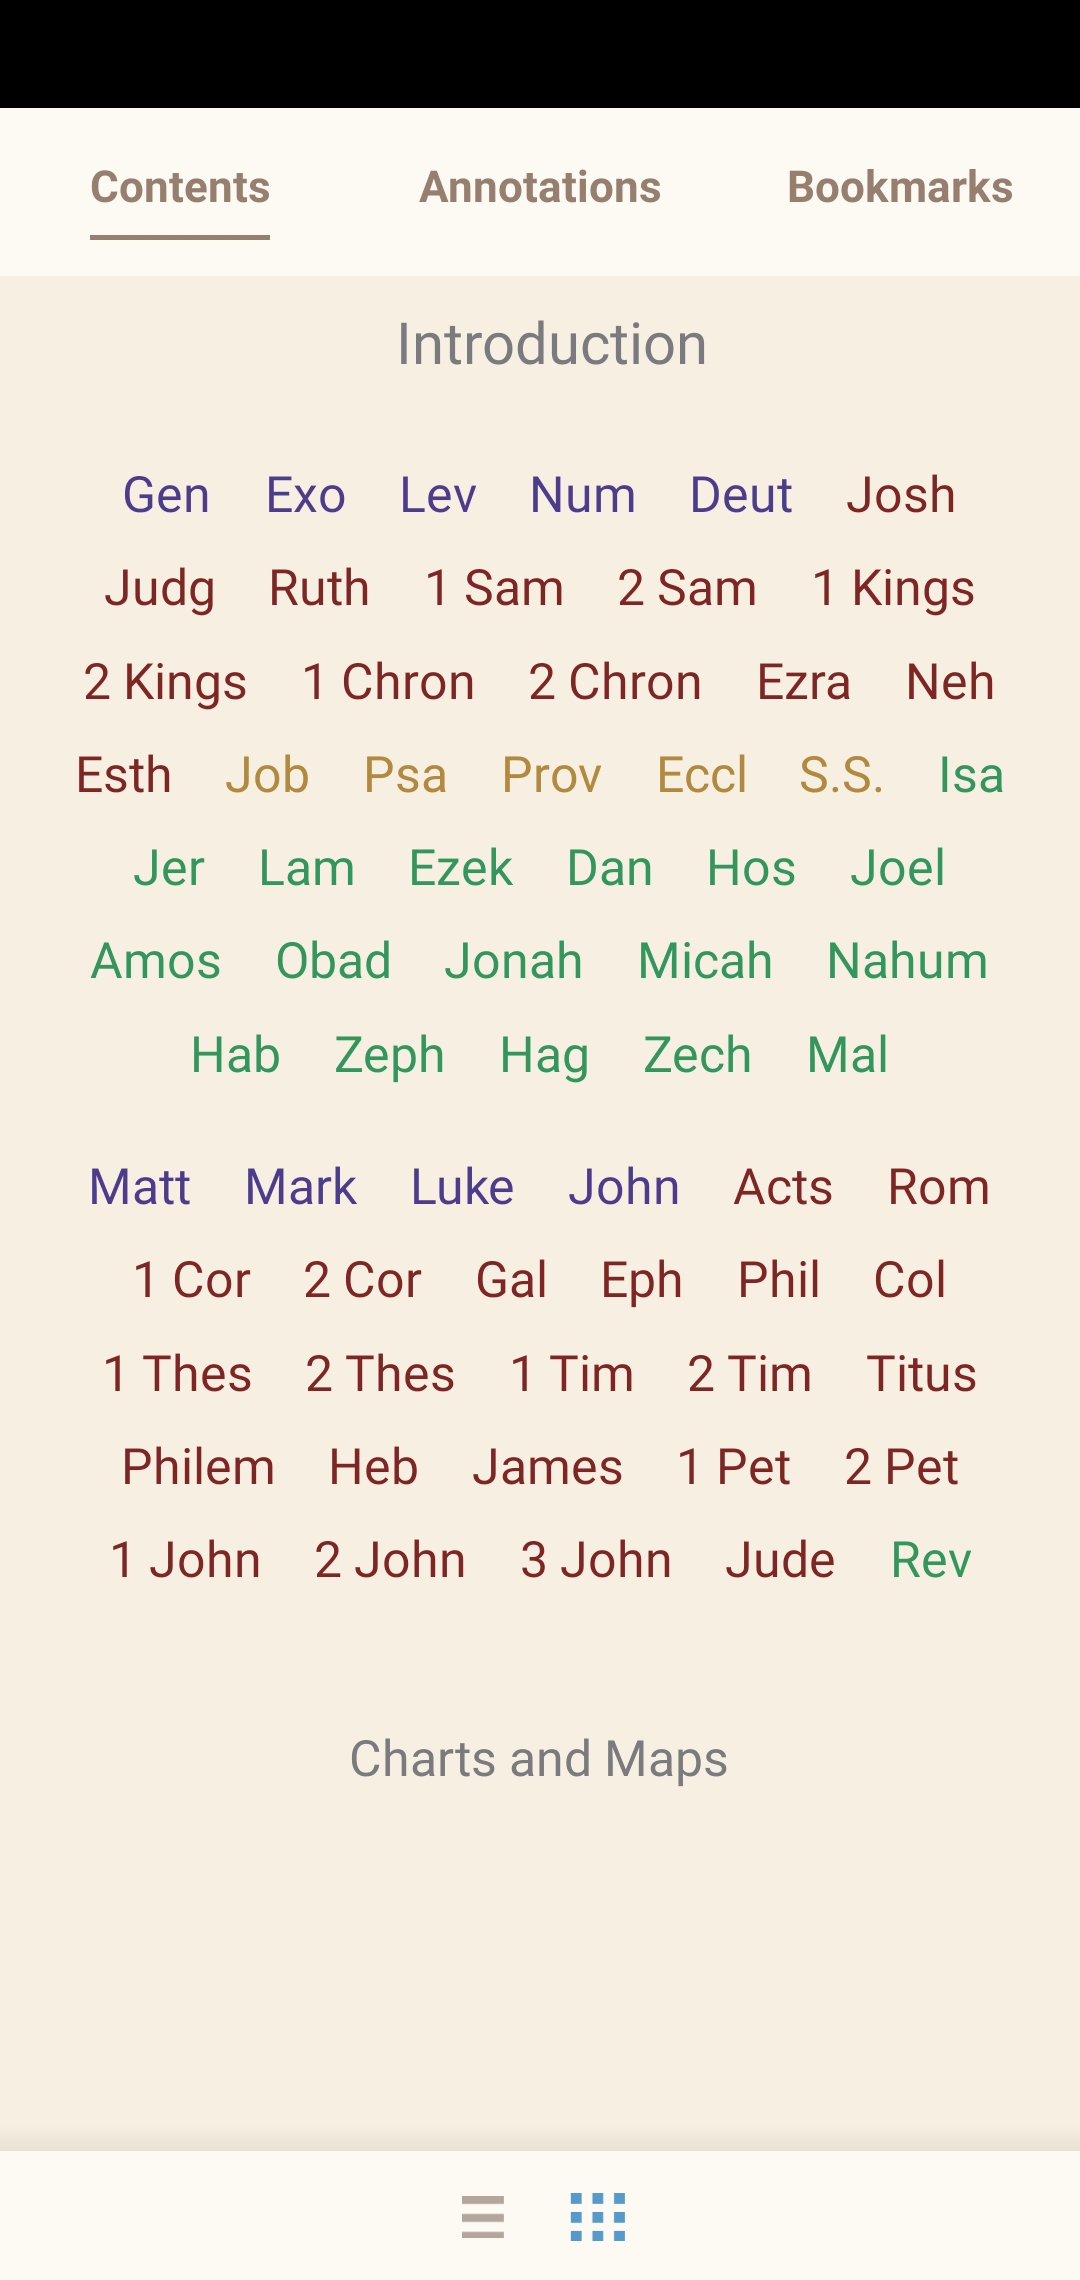 Contents Annotations Bookmarks
Introduction
Gen Exo Lev Num Deut Josh
Judg Ruth 1 Sam 2 Sam 1 Kings
2 Kings 1 Chron 2 Chron Ezra Neh
Esth Job Psa Prov Eccl S.S. Isa
Jer Lam Ezek Dan Hos Joel
Amos Obad Jonah Micah Nahum
Hab Zeph Hag Zech Mal
Matt Mark Luke John Acts Rom
1 Cor 2 Cor Gal Eph Phil Col
1 Thes 2 Thes 1 Tim 2 Tim Titus
Philem Heb James 1 Pet 2 Pet
1 John 2 John 3 John Jude Rev
Charts and Maps